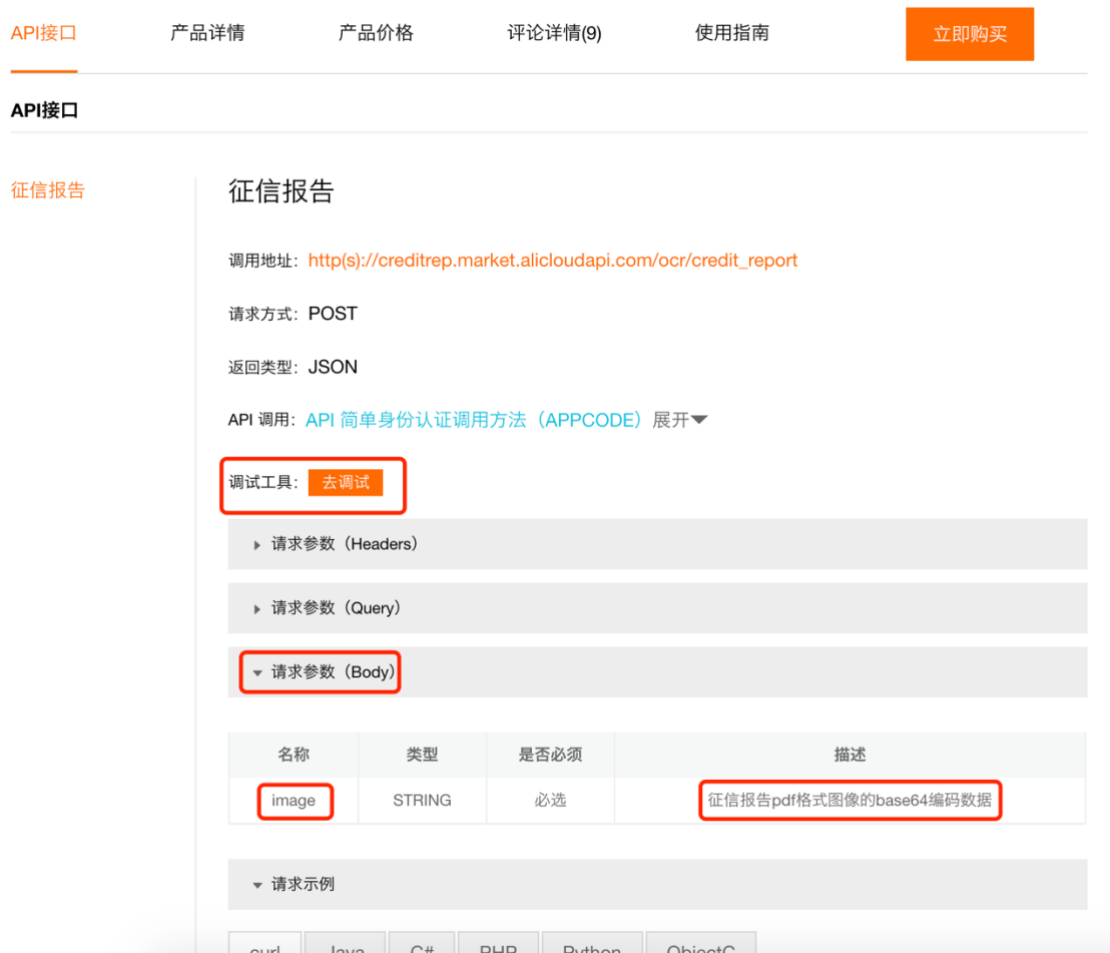 API接口 产品详情 产品价格 评论详情(9) 使用指南 立即购买
API接口
征信报告
征信报告
调用地址: http(s)://creditrep.market.alicloudapi.com/ocr/credit_report
请求方式: POST
返回类型: JSON
API 调用: API 简单身份认证调用方法（APPCODE） 展开
调试工具: 去调试
请求参数（Headers）
请求参数（Query）
请求参数（Body）
名称 类型 是否必须 描述
image STRING 必选 征信报告pdf格式图像的base64编码数据
请求示例
curl Java C# PHP Python ObjectC